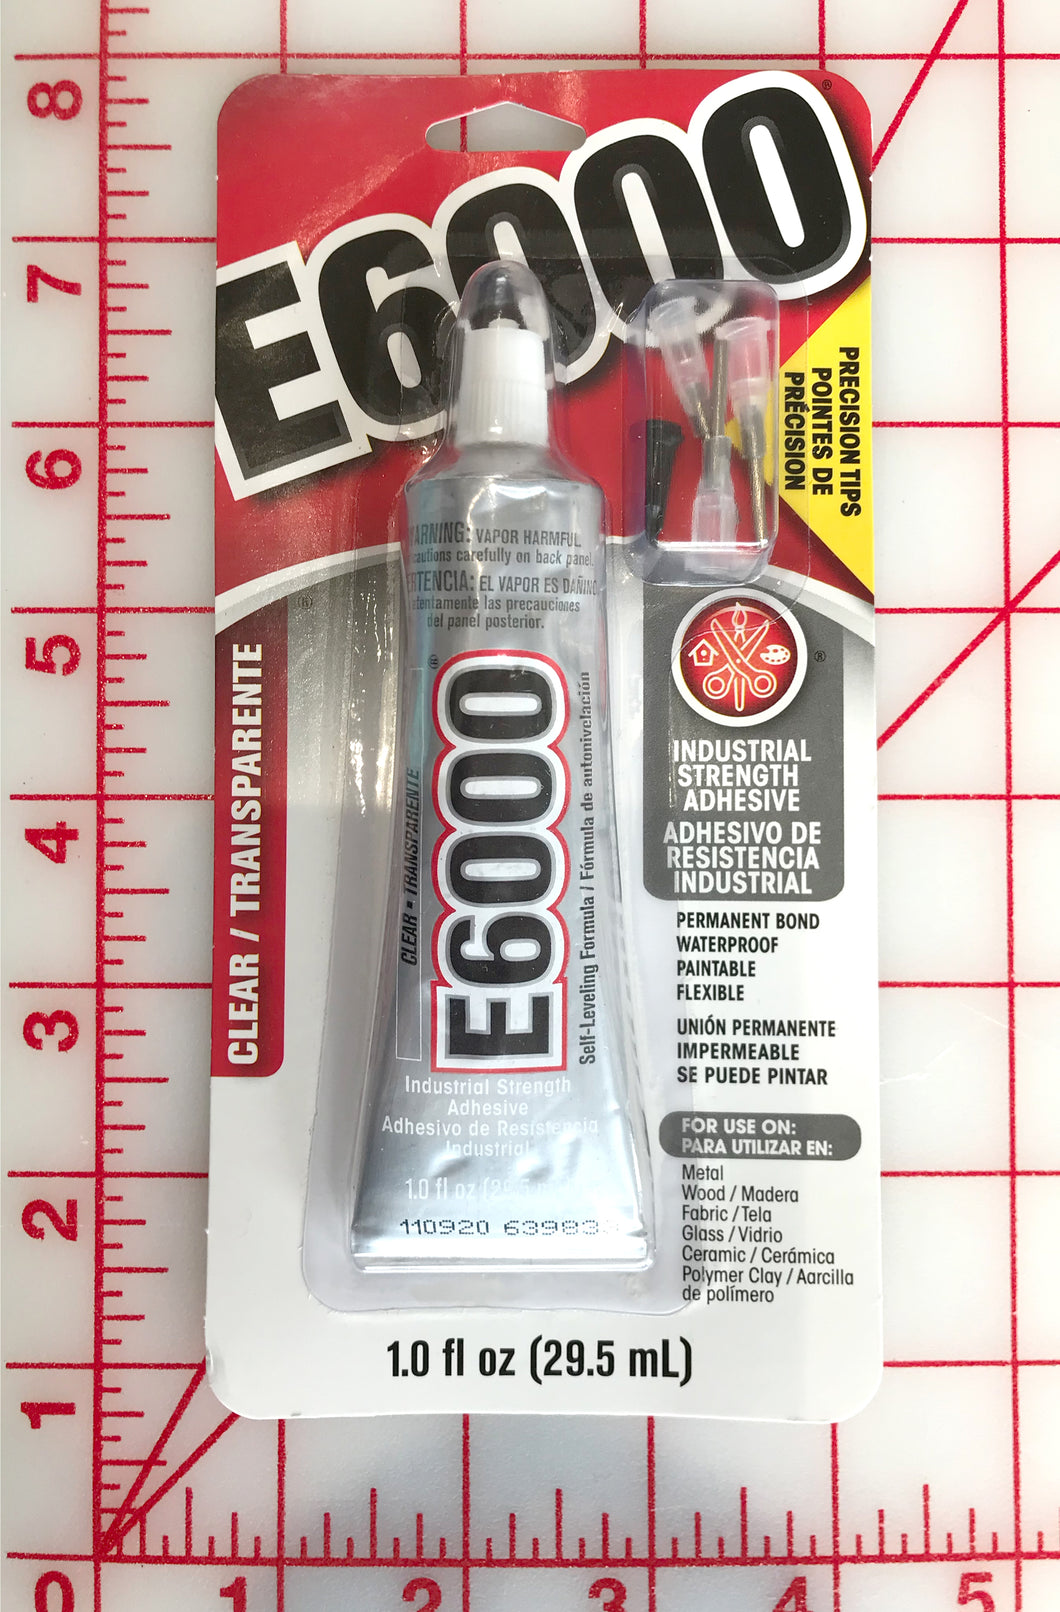 E6000®
PRECISION TIPS
POINTES DE
PRÉCISION
CLEAR / TRANSPARENTE
WARNING: VAPOR HARMFUL
carefully on back panel.
EL VAPOR ES DAÑINO
las precauciones
del panel posterior.
®
E6000
CLEAR ▪ TRANSPARENTE
Self-Leveling Formula / Fórmula de autonivelación
Industrial Strength
Adhesive
Adhesivo de Resistencia
Industrial
1.0 fl oz (29.5 mL)
110920 639833
®
®
INDUSTRIAL
STRENGTH
ADHESIVE
ADHESIVO DE
RESISTENCIA
INDUSTRIAL
PERMANENT BOND
WATERPROOF
PAINTABLE
FLEXIBLE
UNIÓN PERMANENTE
IMPERMEABLE
SE PUEDE PINTAR
FOR USE ON:
PARA UTILIZAR EN:
Metal
Wood / Madera
Fabric / Tela
Glass / Vidrio
Ceramic / Cerámica
Polymer Clay / Aarcilla
de polímero
1.0 fl oz (29.5 mL)
8
7
6
5
4
3
2
1
0 1 2 3 4 5